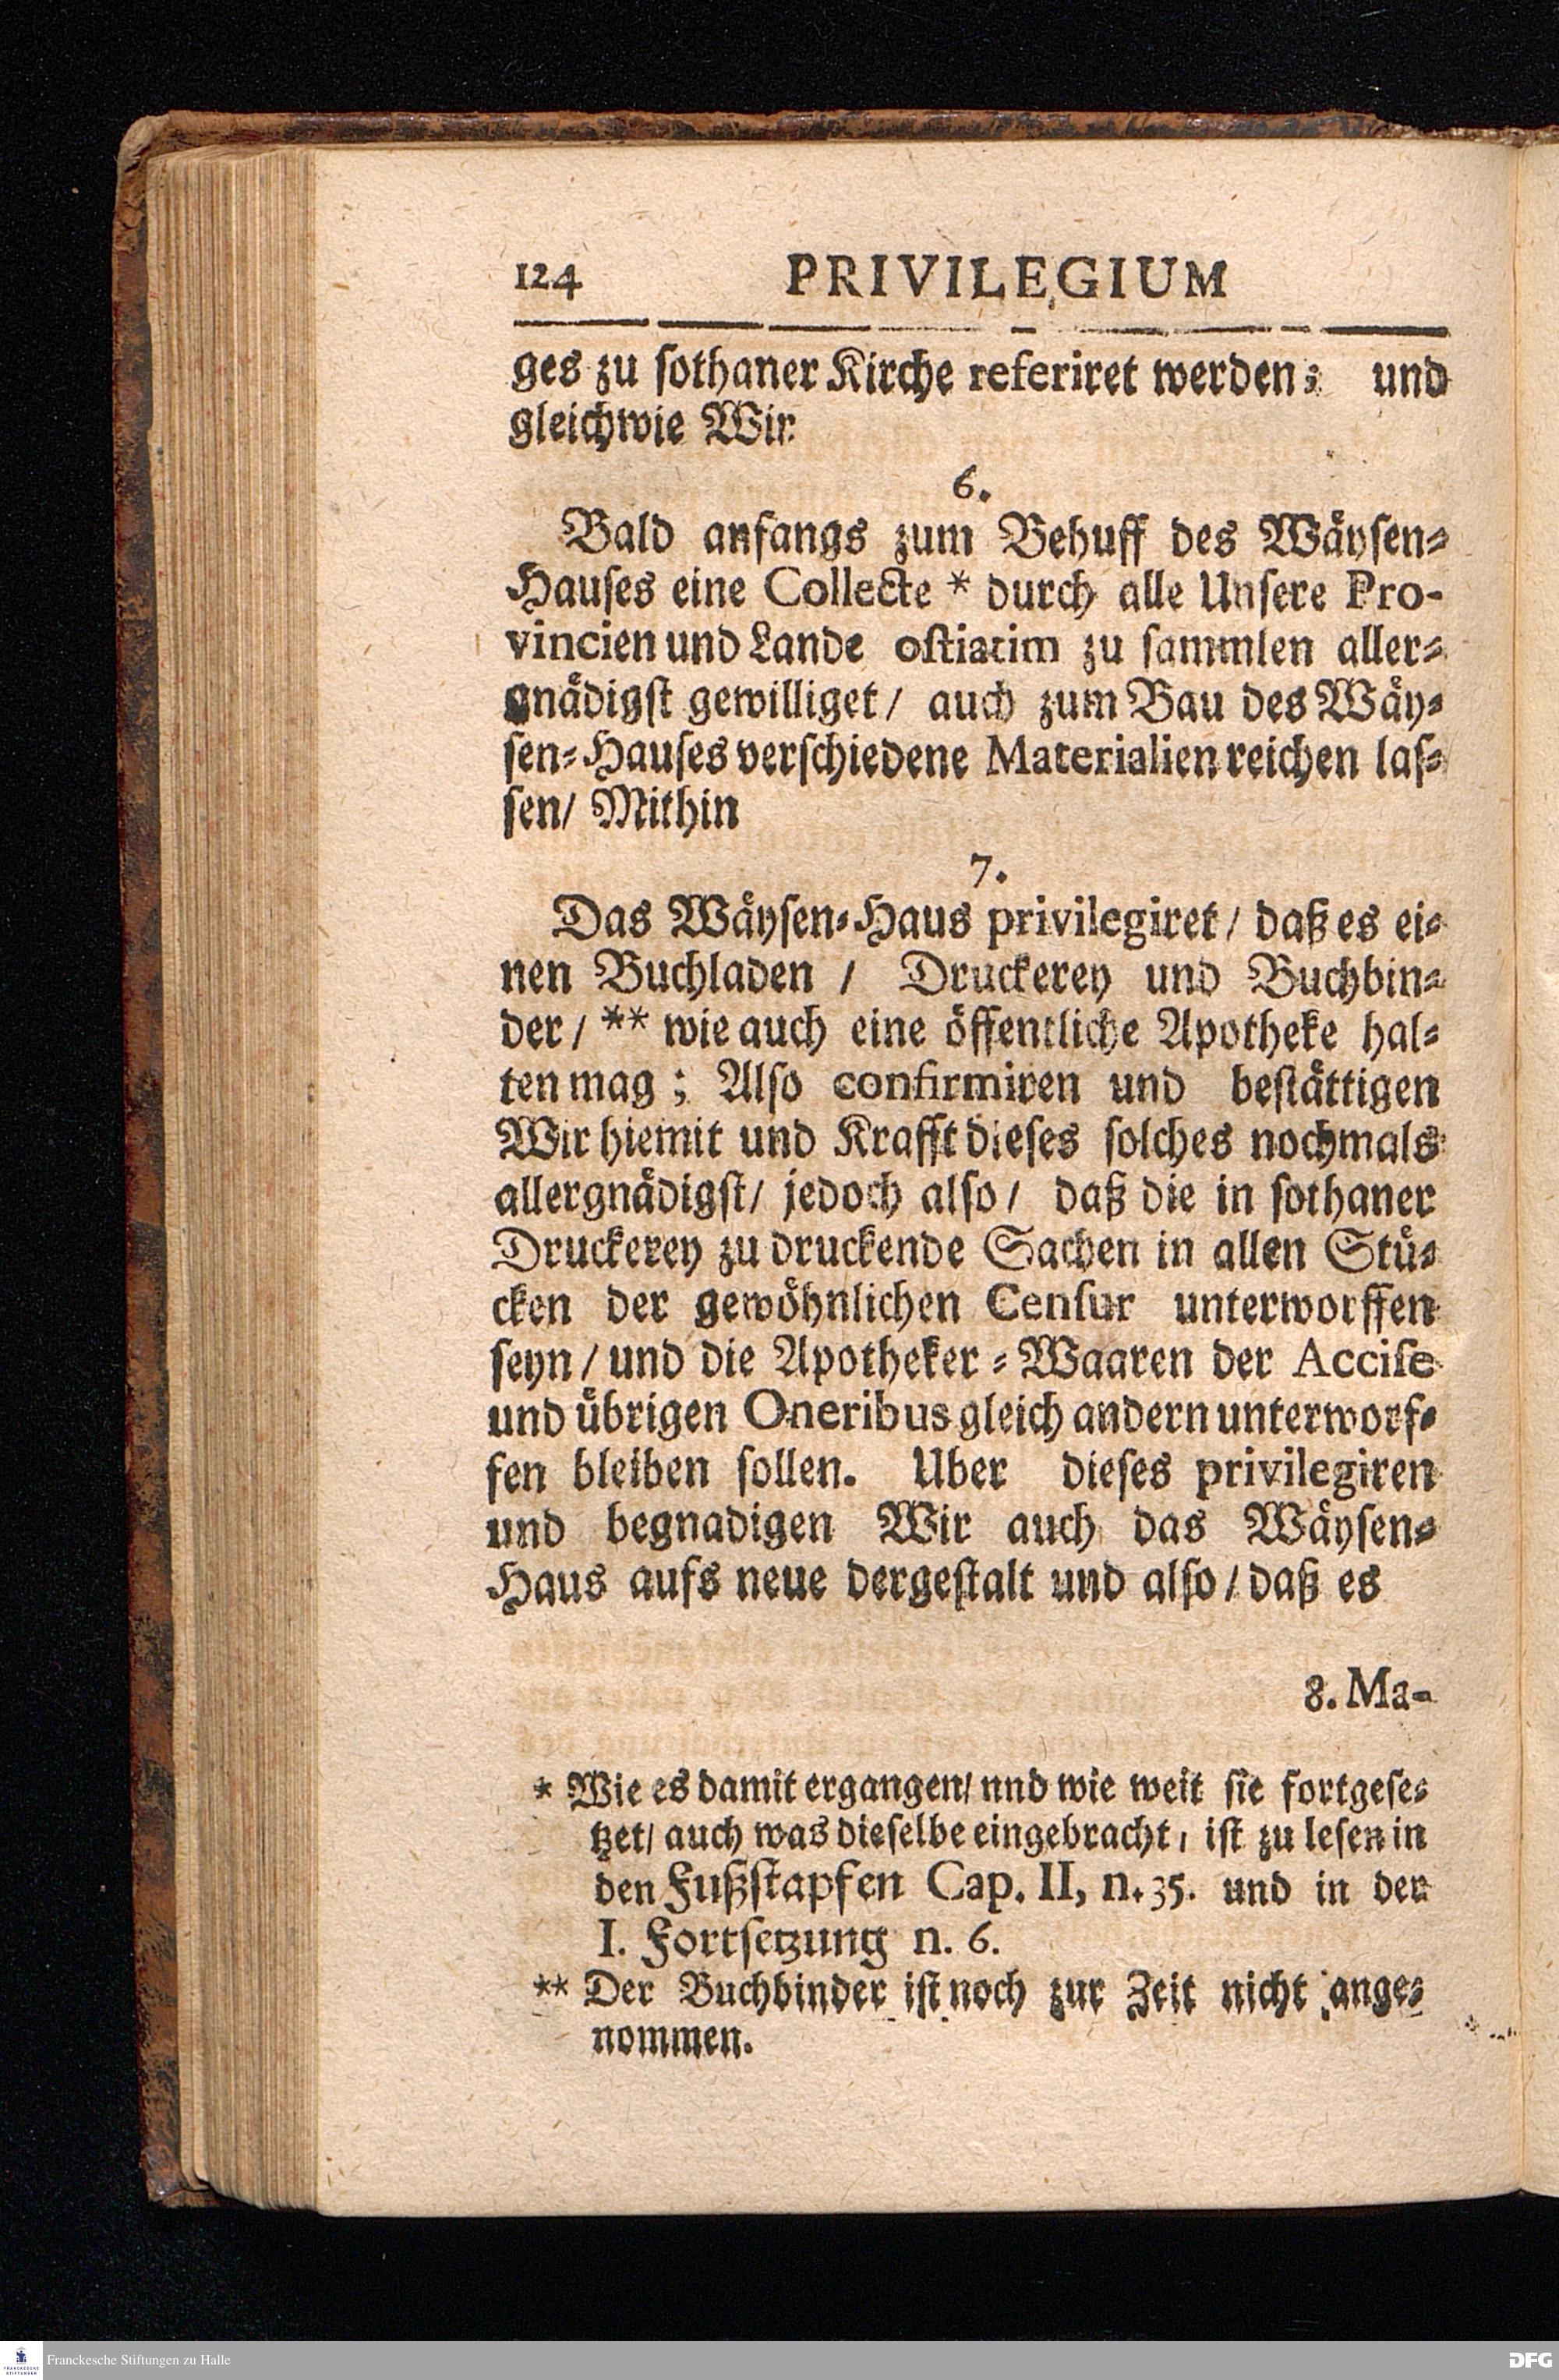 124 PRIVILEGIUM
ges zu sothaner Kirche referiret werden; und
gleichwie Wir
6.
Bald anfangs zum Behuff des Wäysen-
Hauses eine Collecte * durch alle Unsere Pro-
vincien und Lande ostiatim zu sammlen aller-
gnädigst gewilliget/ auch zum Bau des Wäy-
sen-Hauses verschiedene Materialien reichen las-
sen/ Mithin
7.
Das Wäysen-Haus privilegiret/ daß es ei-
nen Buchladen / Druckerey und Buchbin-
der/ ** wie auch eine öffentliche Apotheke hal-
ten mag; Also confirmiren und bestättigen
Wir hiemit und Krafft dieses solches nochmals
allergnädigst/ jedoch also/ daß die in sothaner
Druckerey zu druckende Sachen in allen Stü-
cken der gewöhnlichen Censur unterworffen
seyn/ und die Apotheker-Waaren der Accise
und übrigen Oneribus gleich andern unterworf-
fen bleiben sollen. Uber dieses privilegiren
und begnadigen Wir auch das Wäysen-
Haus aufs neue dergestalt und also/ daß es
8. Ma-
* Wie es damit ergangen/ nnd wie weit sie fortgese-
tzet/ auch was dieselbe eingebracht, ist zu lesen in
den Fußstapfen Cap. II, n. 35. und in der
I. Fortsetzung n. 6.
** Der Buchbinder ist noch zur Zeit nicht ange-
nommen.
FRANCKESCHE
STIFTUNGEN
Franckesche Stiftungen zu Halle
DFG